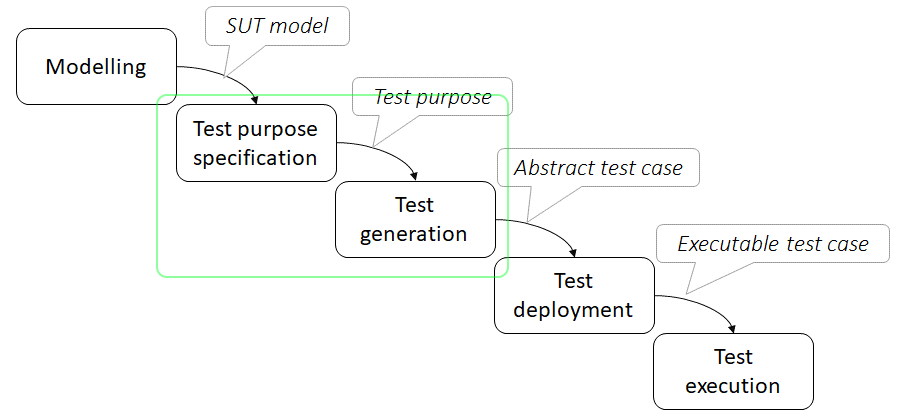 SUT model
Modelling
Test purpose
Test purpose
specification
Abstract test case
Test
generation
Executable test case
Test
deployment
Test
execution